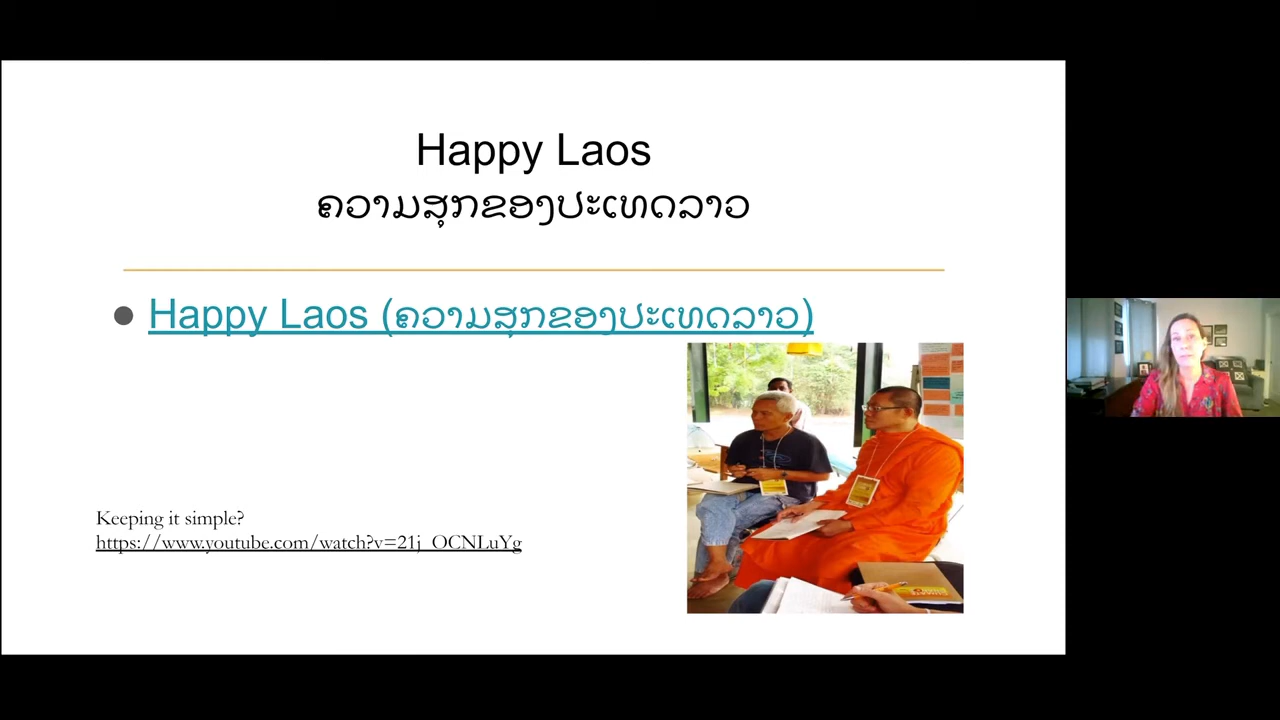 Happy Laos
ຄວາມສຸກຂອງປະເທດລາວ
● Happy Laos (ຄວາມສຸກຂອງປະເທດລາວ)
Keeping it simple?
https://www.youtube.com/watch?v=21j_OCNLuYg